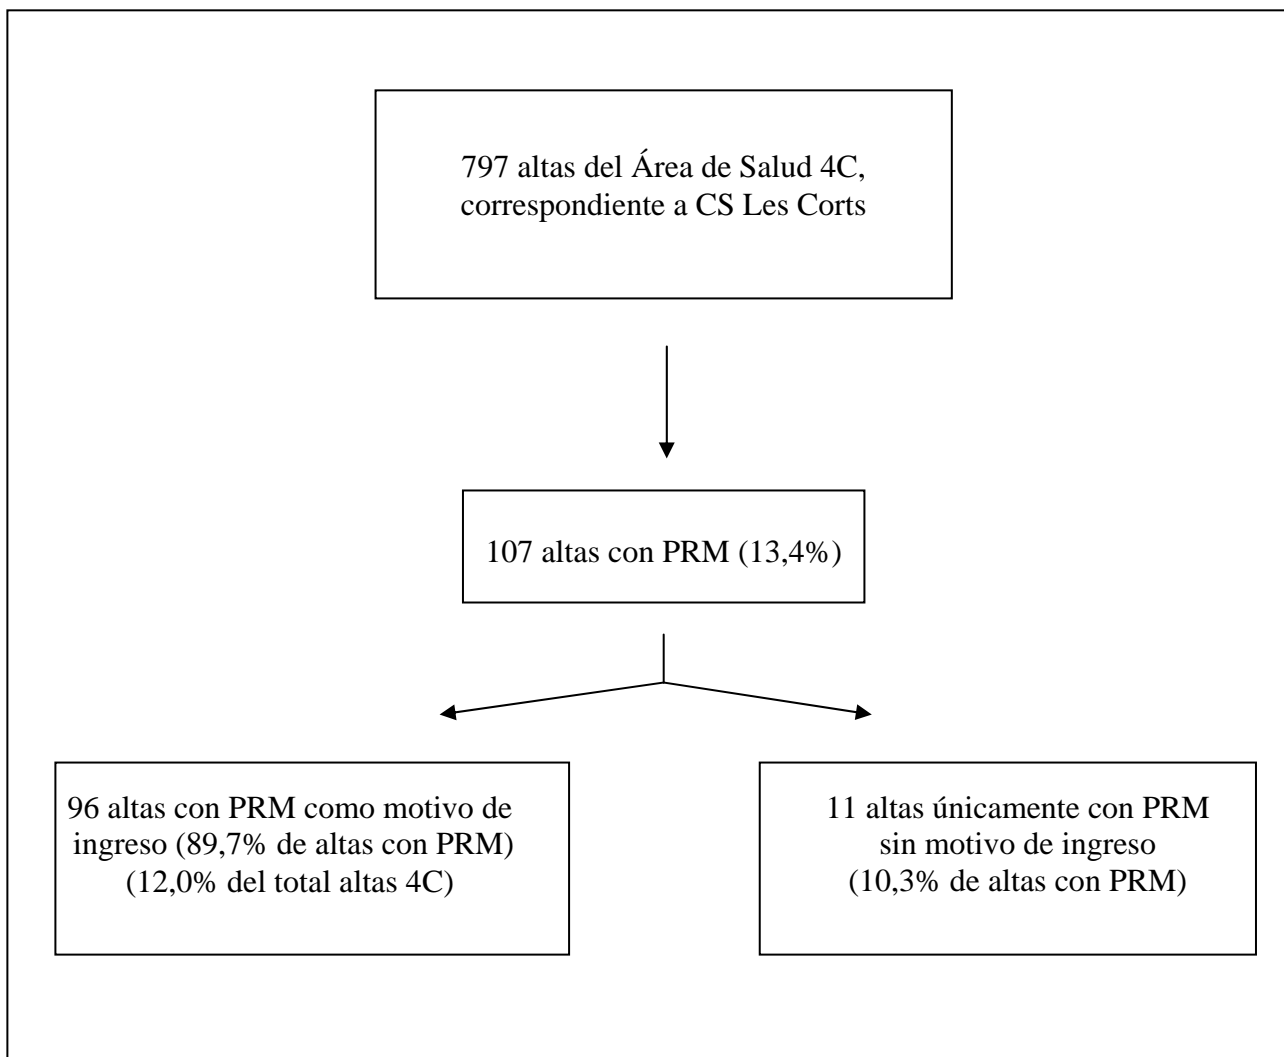 797 altas del Área de Salud 4C,
correspondiente a CS Les Corts
107 altas con PRM (13,4%)
96 altas con PRM como motivo de
ingreso (89,7% de altas con PRM)
(12,0% del total altas 4C)
11 altas únicamente con PRM
sin motivo de ingreso
(10,3% de altas con PRM)